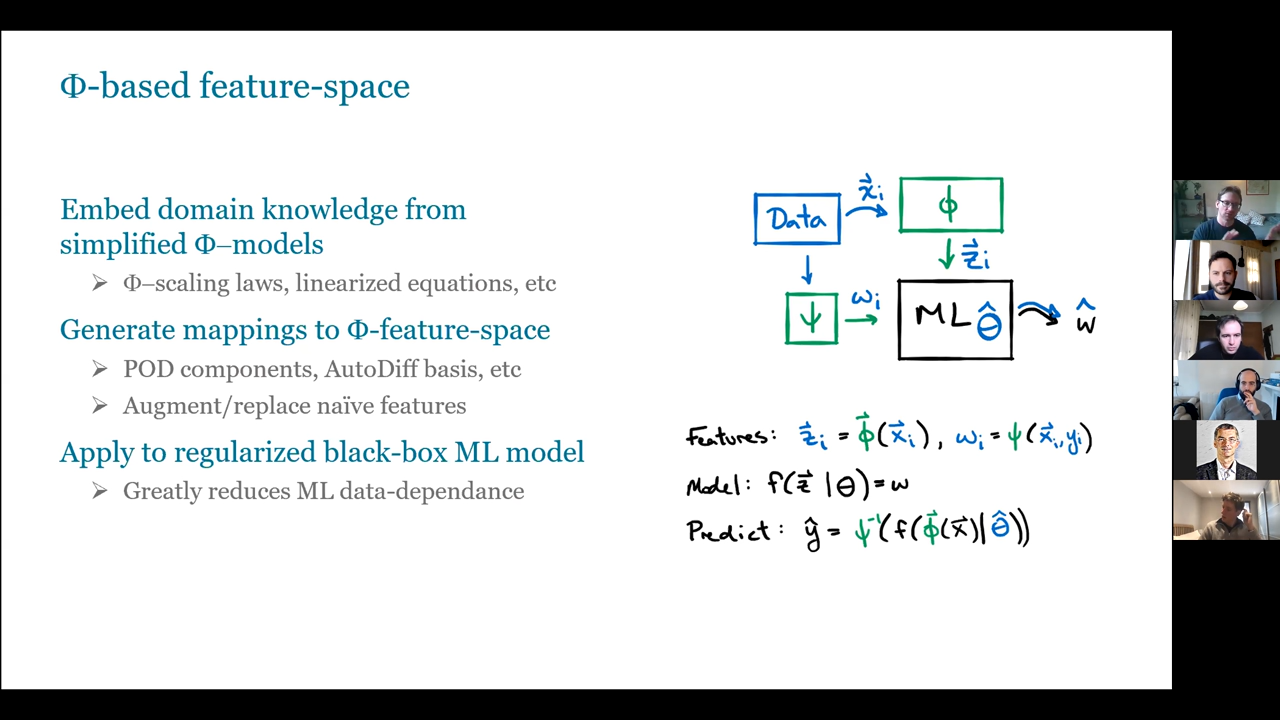 Φ-based feature-space
Embed domain knowledge from
simplified Φ–models
➢ Φ–scaling laws, linearized equations, etc
Generate mappings to Φ-feature-space
➢ POD components, AutoDiff basis, etc
➢ Augment/replace naïve features
Apply to regularized black-box ML model
➢ Greatly reduces ML data-dependance
Data
x⃗ᵢ
ϕ
z⃗ᵢ
ψ
ωᵢ
ML θ̂
ŵ
Features: z⃗ᵢ = ϕ⃗(x⃗ᵢ), ωᵢ = ψ(x⃗ᵢ, yᵢ)
Model: f(z⃗ | θ) = w
Predict: ŷ = ψ⁻¹(f(ϕ⃗(x⃗)|θ̂))